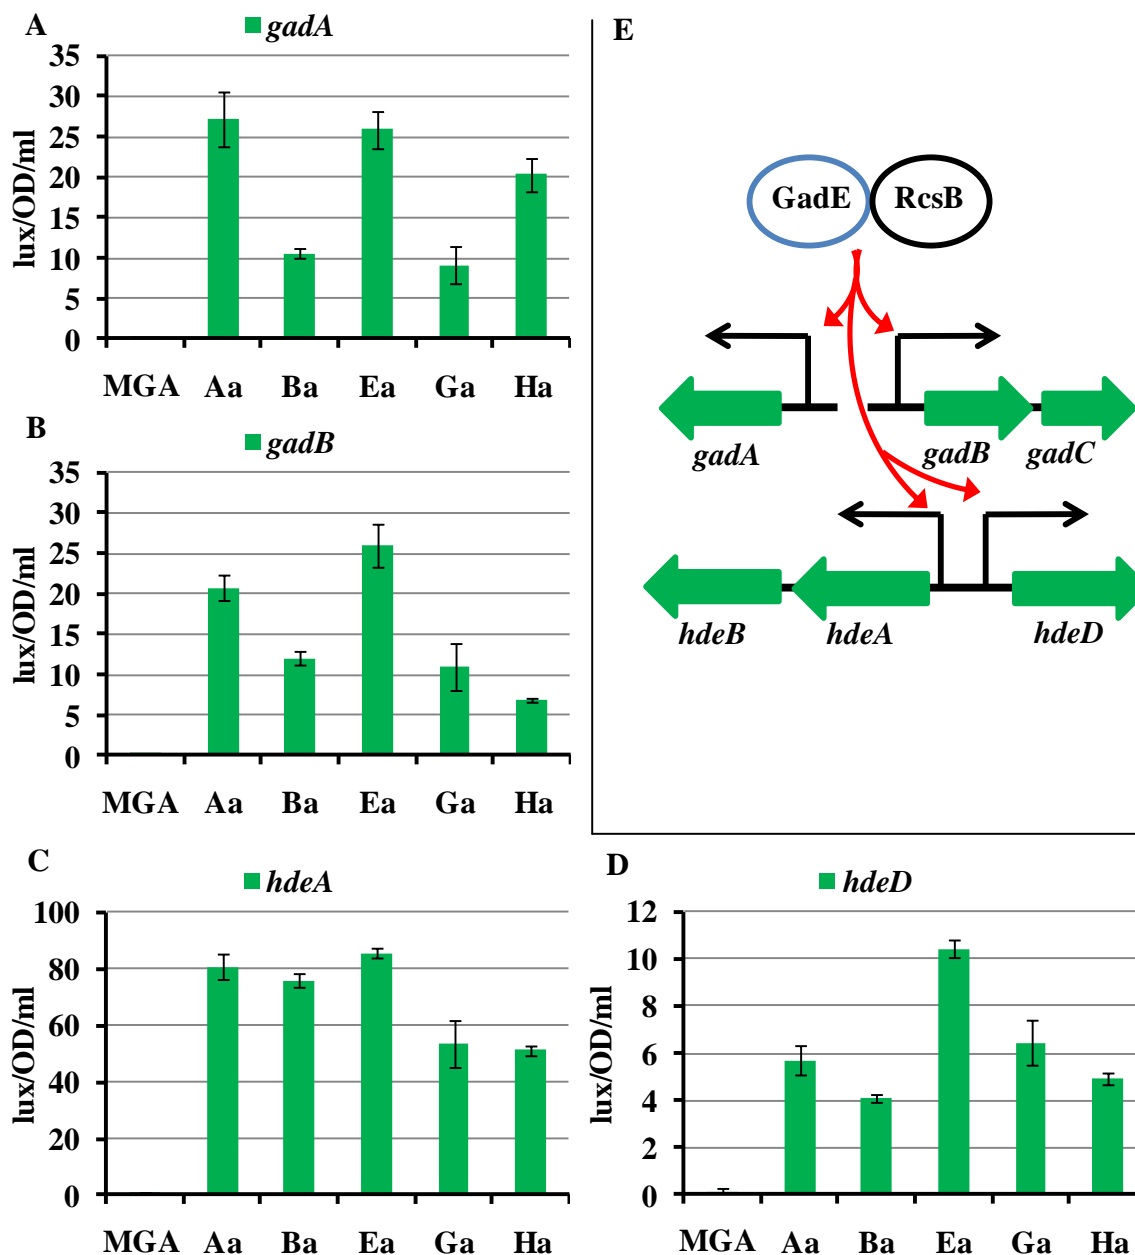 A
gadA
35
30
25
20
15
10
5
0
lux/OD/ml
MGA Aa Ba Ea Ga Ha
B
gadB
35
30
25
20
15
10
5
0
lux/OD/ml
MGA Aa Ba Ea Ga Ha
E
GadE RcsB
gadA gadB gadC
hdeB hdeA hdeD
C
hdeA
100
80
60
40
20
0
lux/OD/ml
MGA Aa Ba Ea Ga Ha
D
hdeD
12
10
8
6
4
2
0
lux/OD/ml
MGA Aa Ba Ea Ga Ha